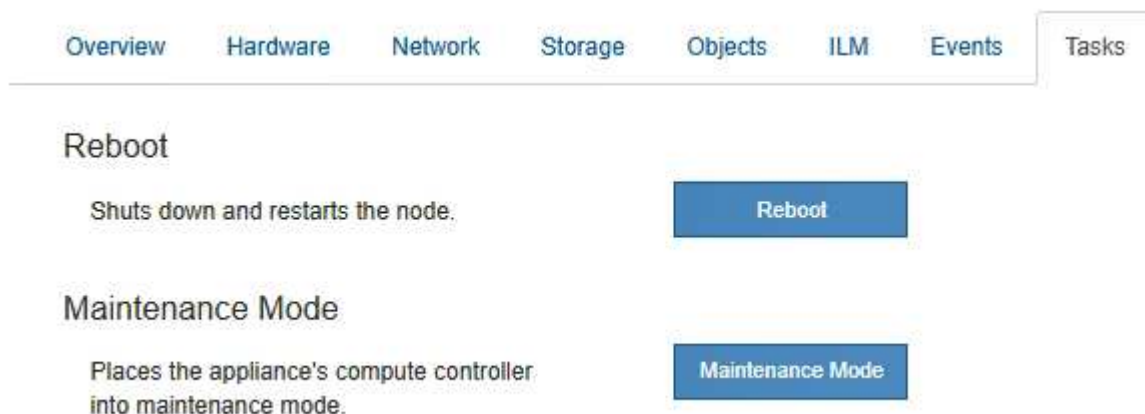 Overview Hardware Network Storage Objects ILM Events Tasks
Reboot
Shuts down and restarts the node. Reboot
Maintenance Mode
Places the appliance's compute controller Maintenance Mode
into maintenance mode.